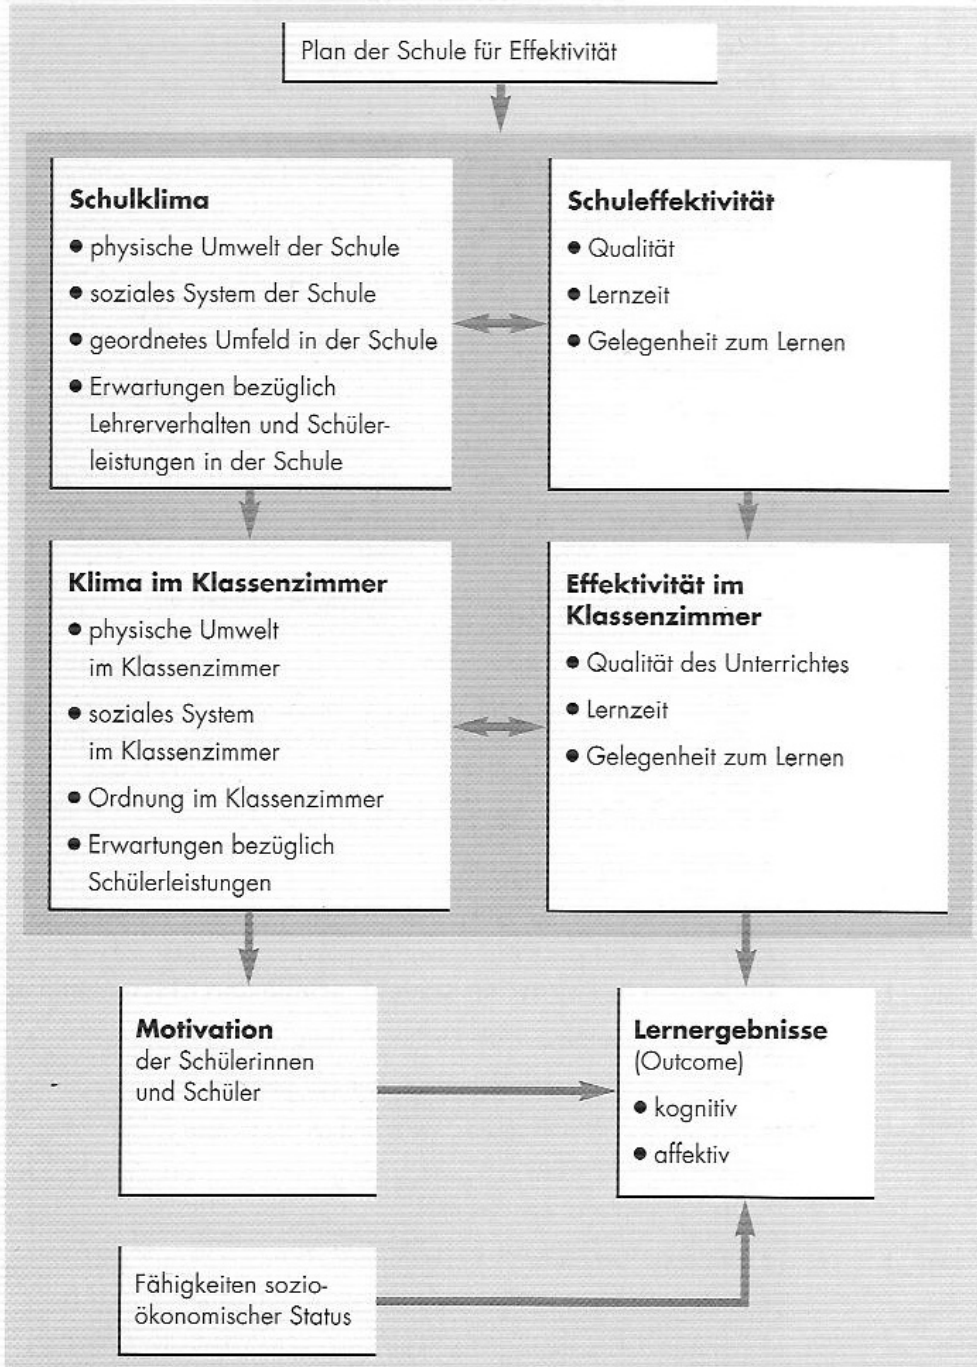 Plan der Schule für Effektivität
Schulklima
• physische Umwelt der Schule
• soziales System der Schule
• geordnetes Umfeld in der Schule
• Erwartungen bezüglich
Lehrerverhalten und Schüler-
leistungen in der Schule
Schuleffektivität
• Qualität
• Lernzeit
• Gelegenheit zum Lernen
Klima im Klassenzimmer
• physische Umwelt
im Klassenzimmer
• soziales System
im Klassenzimmer
• Ordnung im Klassenzimmer
• Erwartungen bezüglich
Schülerleistungen
Effektivität im
Klassenzimmer
• Qualität des Unterrichtes
• Lernzeit
• Gelegenheit zum Lernen
Motivation
der Schülerinnen
und Schüler
Lernergebnisse
(Outcome)
• kognitiv
• affektiv
Fähigkeiten sozio-
ökonomischer Status